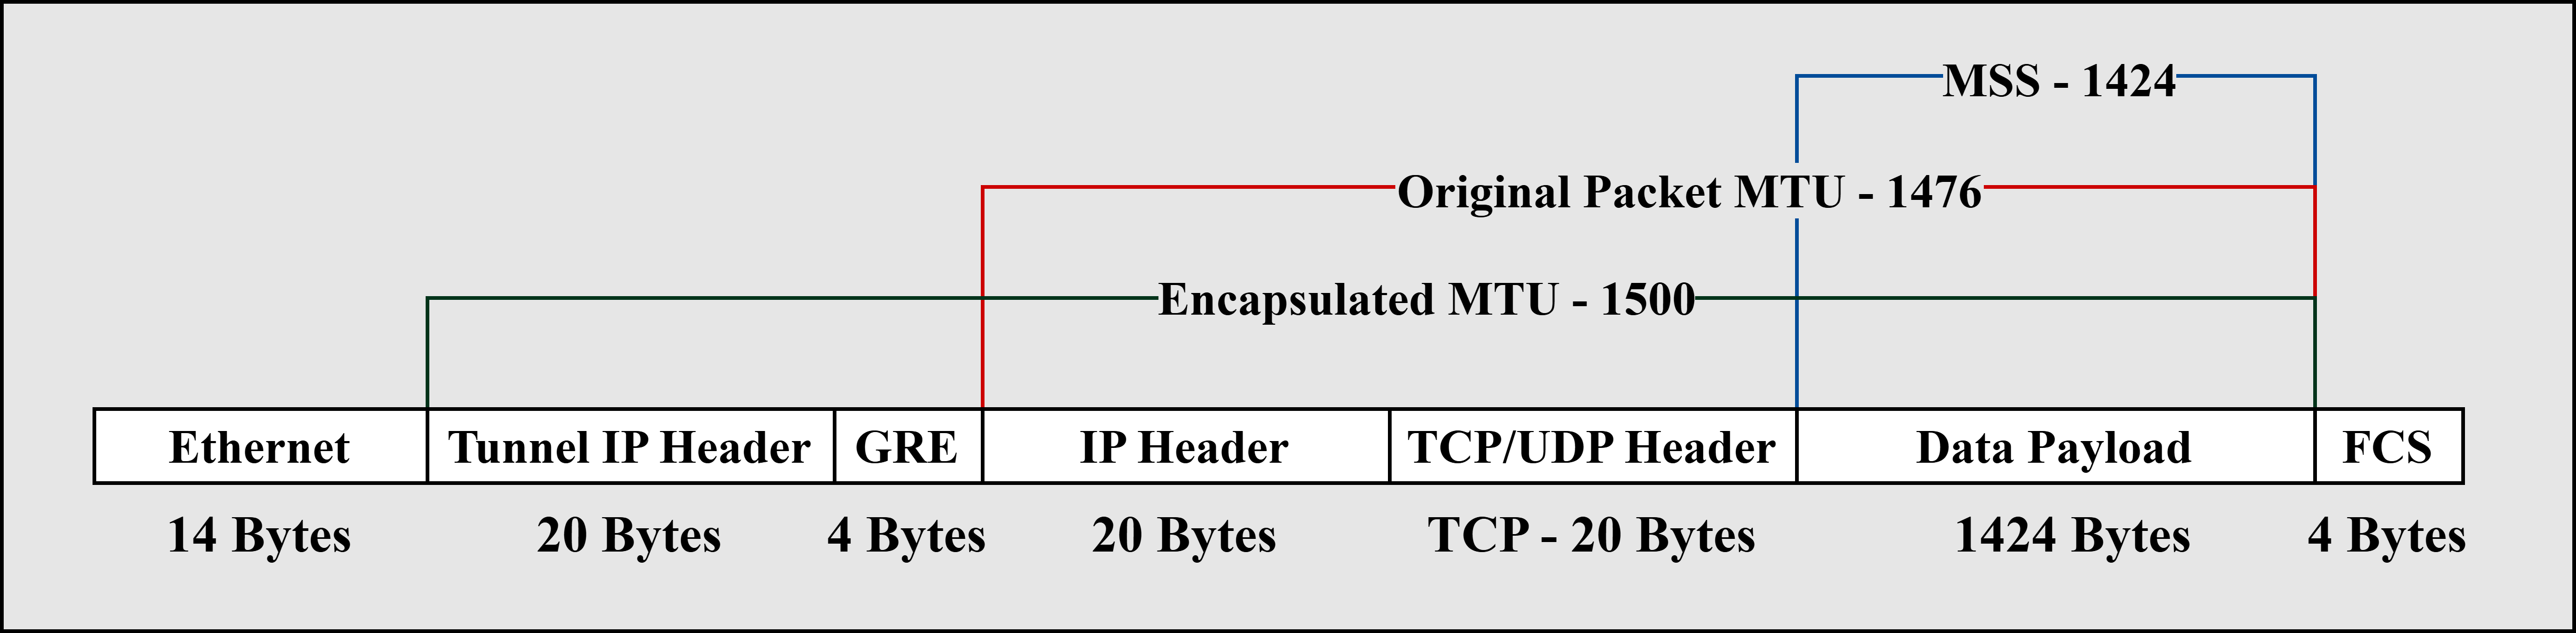 MSS - 1424
Original Packet MTU - 1476
Encapsulated MTU - 1500
Ethernet Tunnel IP Header GRE IP Header TCP/UDP Header Data Payload FCS
14 Bytes 20 Bytes 4 Bytes 20 Bytes TCP - 20 Bytes 1424 Bytes 4 Bytes